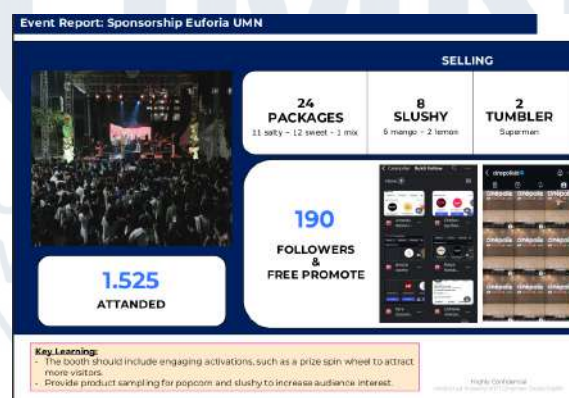 Event Report: Sponsorship Euforia UMN
SELLING
24
PACKAGES
11 salty – 12 sweet - 1 mix
8
SLUSHY
6 mango – 2 lemon
2
TUMBLER
Superman
1.525
ATTANDED
190
FOLLOWERS
&
FREE PROMOTE
cinepolisid
Key Learning:
- The booth should include engaging activations, such as a prize spin wheel to attract
more visitors.
- Provide product sampling for popcorn and slushy to increase audience interest.
Highly Confidential